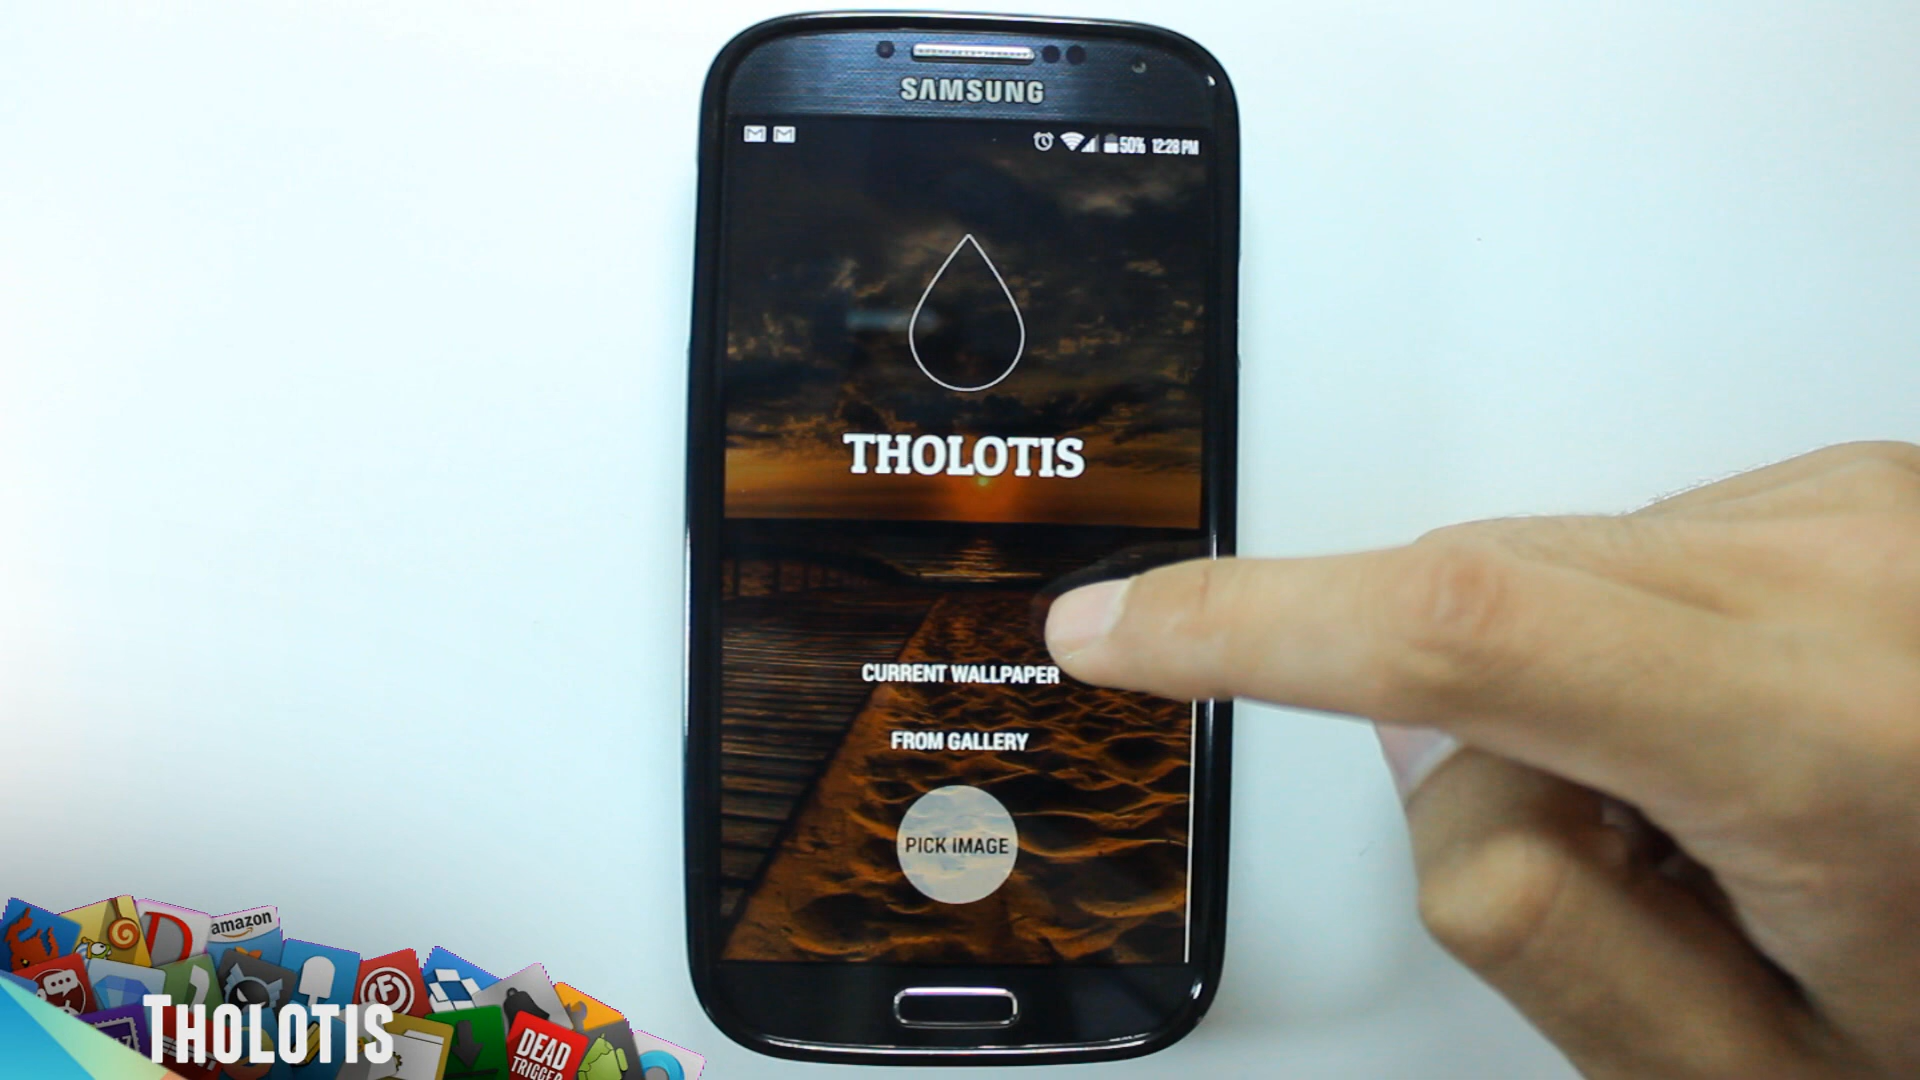 SAMSUNG
50% 12:28 PM
THOLOTIS
CURRENT WALLPAPER
FROM GALLERY
PICK IMAGE
amazon
THOLOTIS
DEAD
TRIGGER